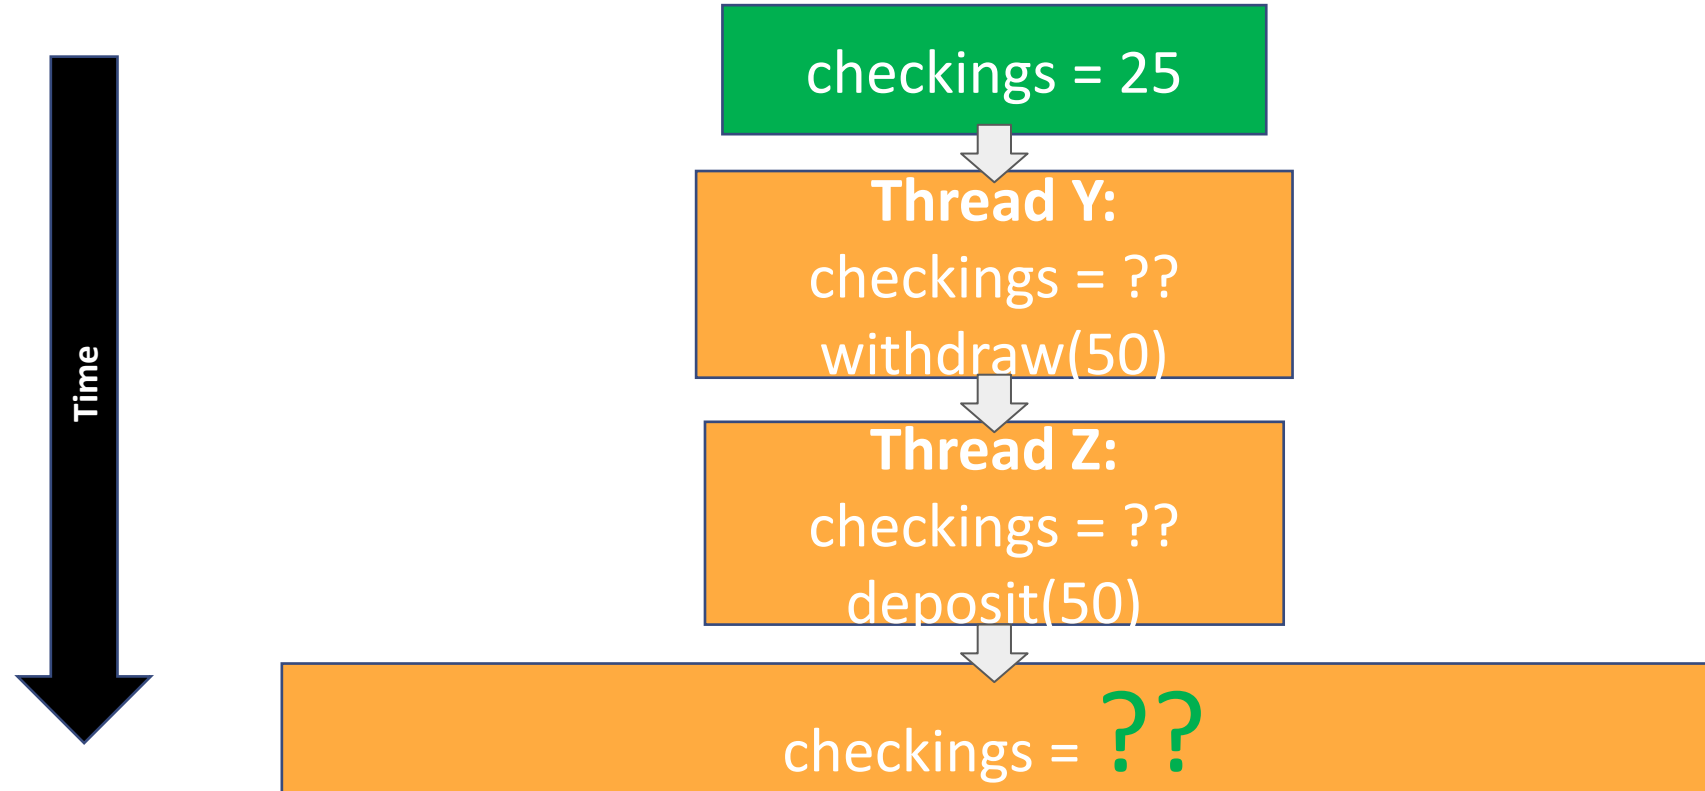 checkings = 25
Thread Y:
checkings = ??
withdraw(50)
Time
Thread Z:
checkings = ??
deposit(50)
checkings = ??